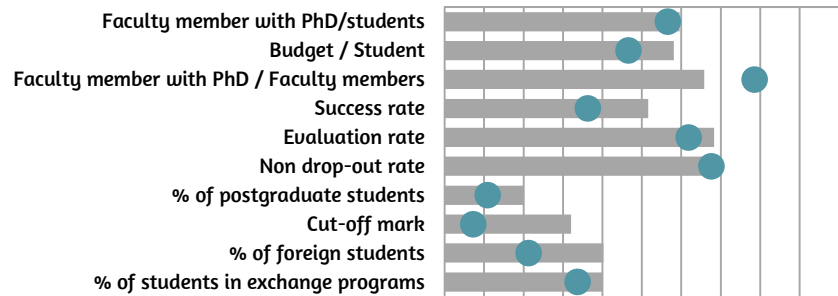 Faculty member with PhD/students
Budget / Student
Faculty member with PhD / Faculty members
Success rate
Evaluation rate
Non drop-out rate
% of postgraduate students
Cut-off mark
% of foreign students
% of students in exchange programs